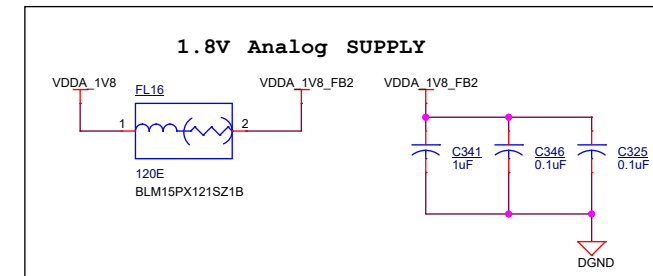 1.8V Analog SUPPLY
VDDA_1V8 FL16 VDDA_1V8_FB2 VDDA_1V8_FB2
1 2
C341 C346 C325
1uF 0.1uF 0.1uF
120E
BLM15PX121SZ1B
DGND